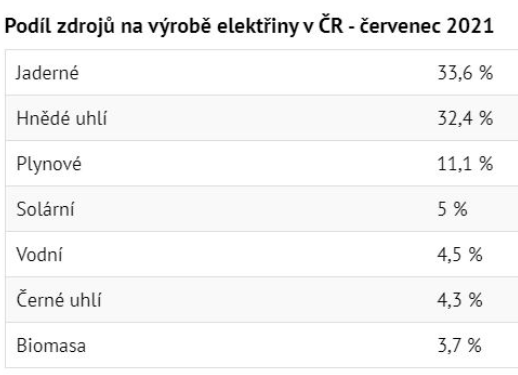 Podíl zdrojů na výrobě elektřiny v ČR - červenec 2021
Jaderné 33,6 %
Hnědé uhlí 32,4 %
Plynové 11,1 %
Solární 5 %
Vodní 4,5 %
Černé uhlí 4,3 %
Biomasa 3,7 %